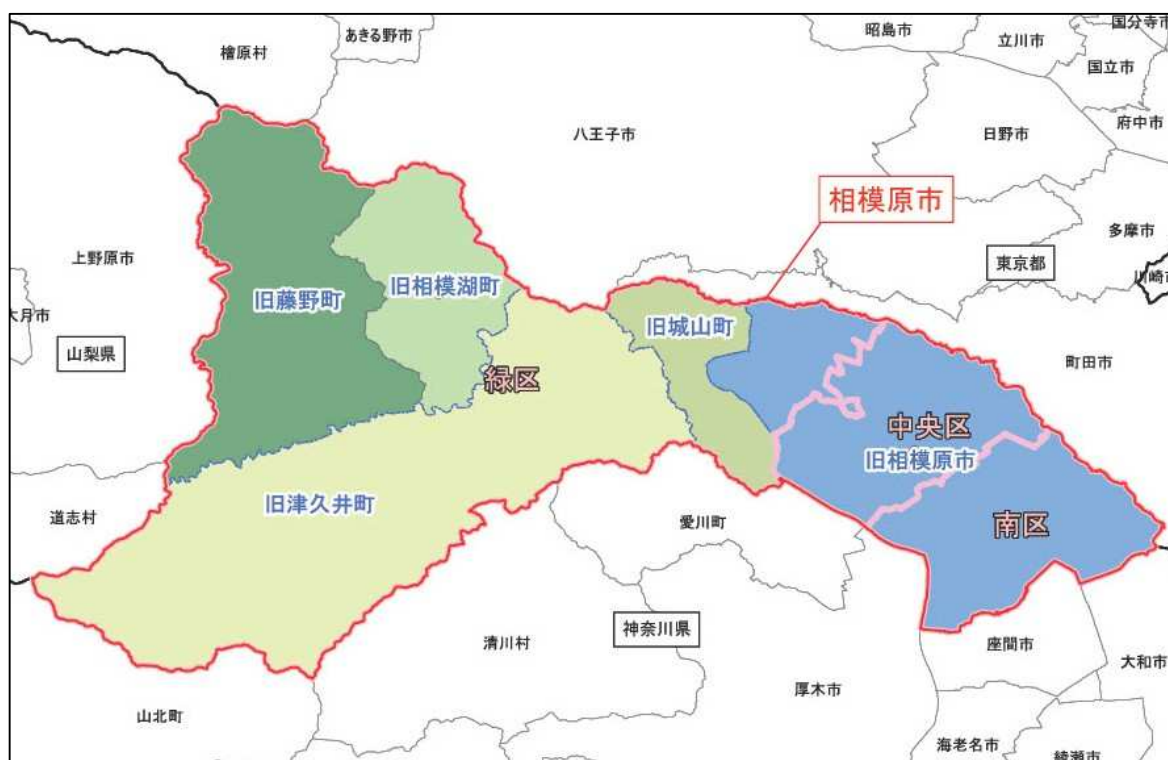 国分寺市
あきる野市
昭島市
立川市
檜原村
国立市
府中市
八王子市
日野市
相模原市
多摩市
上野原市
東京都
川崎市
旧相模湖町
旧藤野町
大月市
旧城山町
山梨県
町田市
緑区
中央区
旧相模原市
旧津久井町
道志村
愛川町
南区
神奈川県
清川村
座間市
大和市
厚木市
山北町
海老名市
綾瀬市